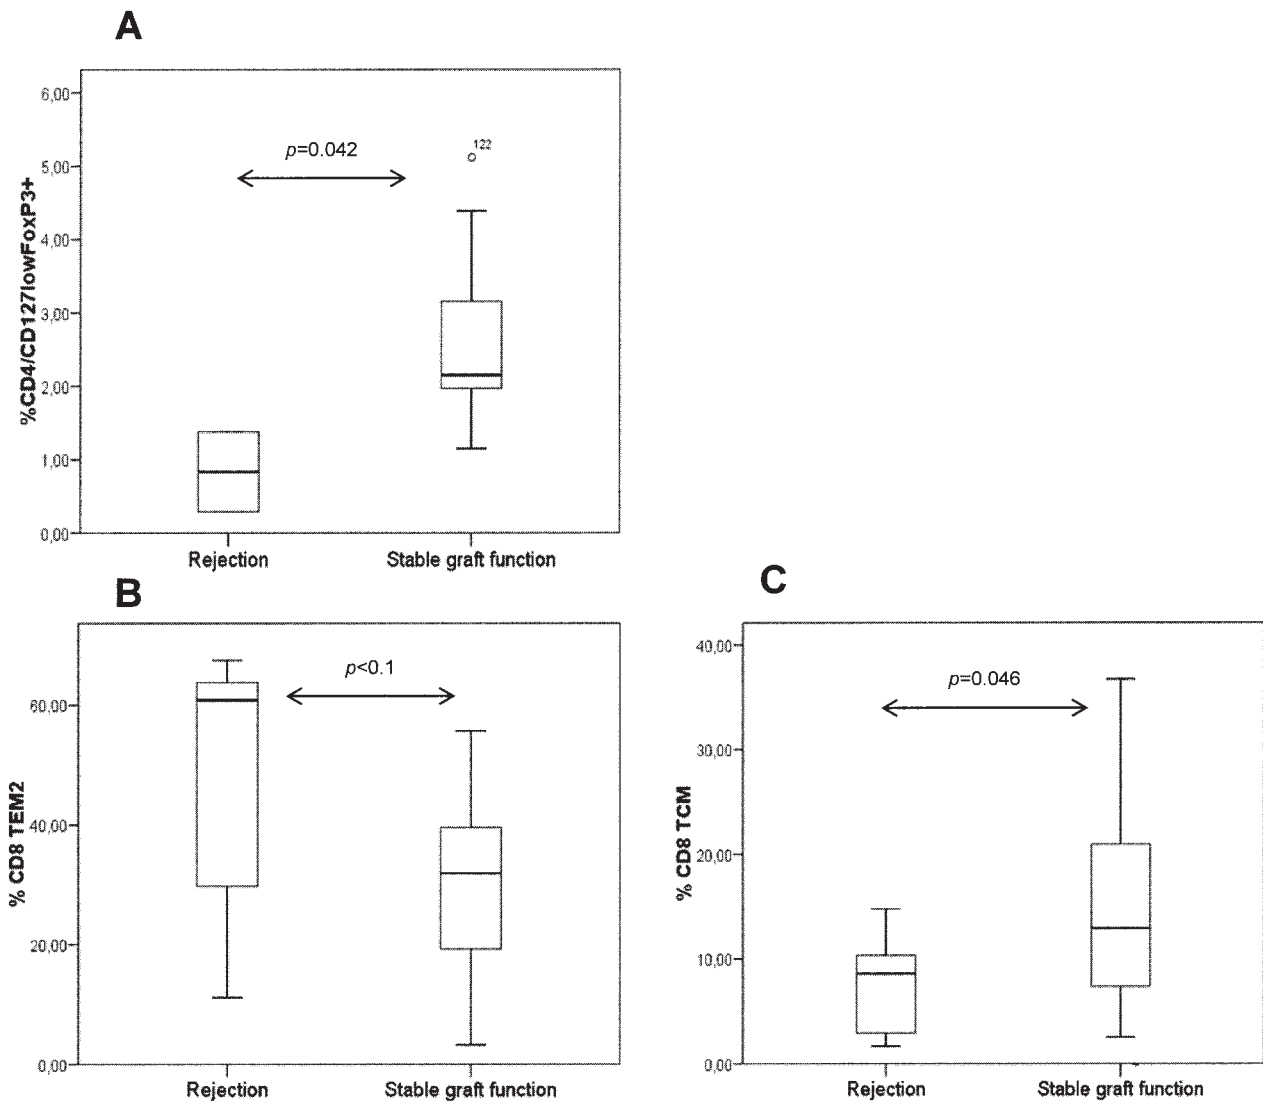 A
%CD4/CD127lowFoxP3+
6,00
5,00
4,00
3,00
2,00
1,00
0,00
p=0.042
122
Rejection
Stable graft function
B
% CD8 TEM2
60,00
40,00
20,00
0,00
p<0.1
Rejection
Stable graft function
C
% CD8 TCM
40,00
30,00
20,00
10,00
0,00
p=0.046
Rejection
Stable graft function